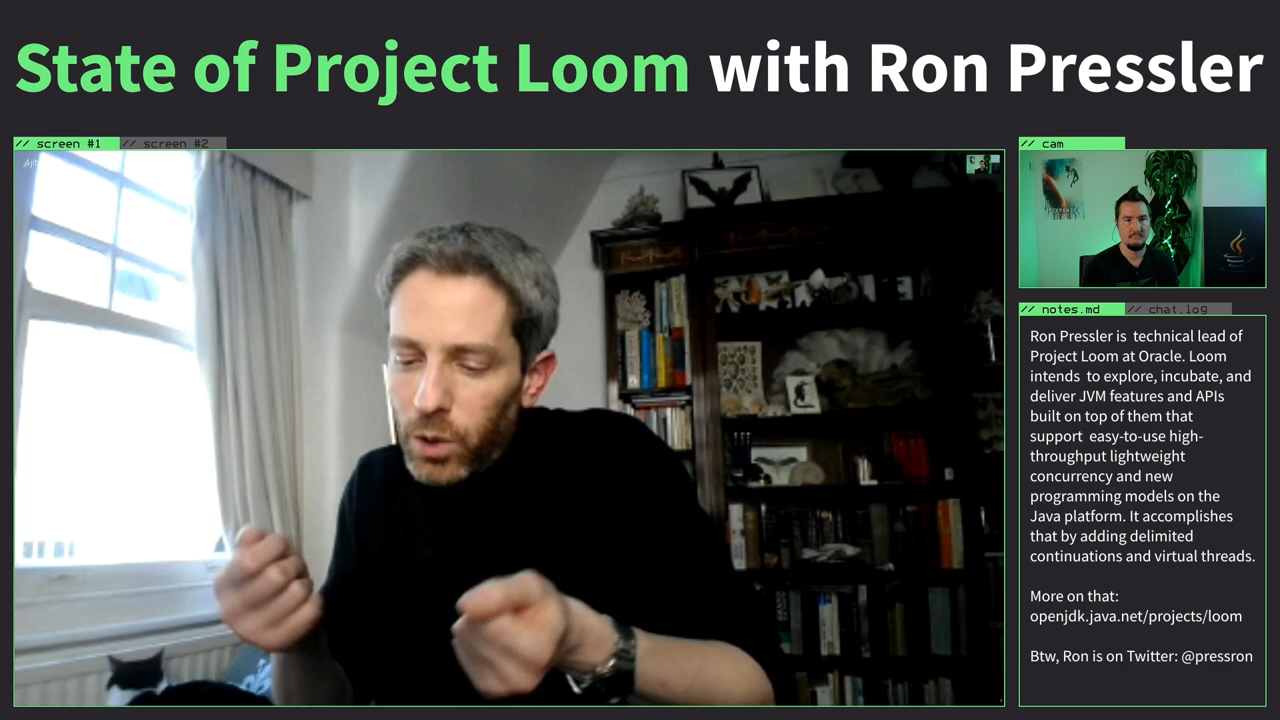 State of Project Loom with Ron Pressler
// screen #1 // screen #2
// cam
// notes.md // chat.log
Ron Pressler is technical lead of
Project Loom at Oracle. Loom
intends to explore, incubate, and
deliver JVM features and APIs
built on top of them that
support easy-to-use high-
throughput lightweight
concurrency and new
programming models on the
Java platform. It accomplishes
that by adding delimited
continuations and virtual threads.
More on that:
openjdk.java.net/projects/loom
Btw, Ron is on Twitter: @pressron